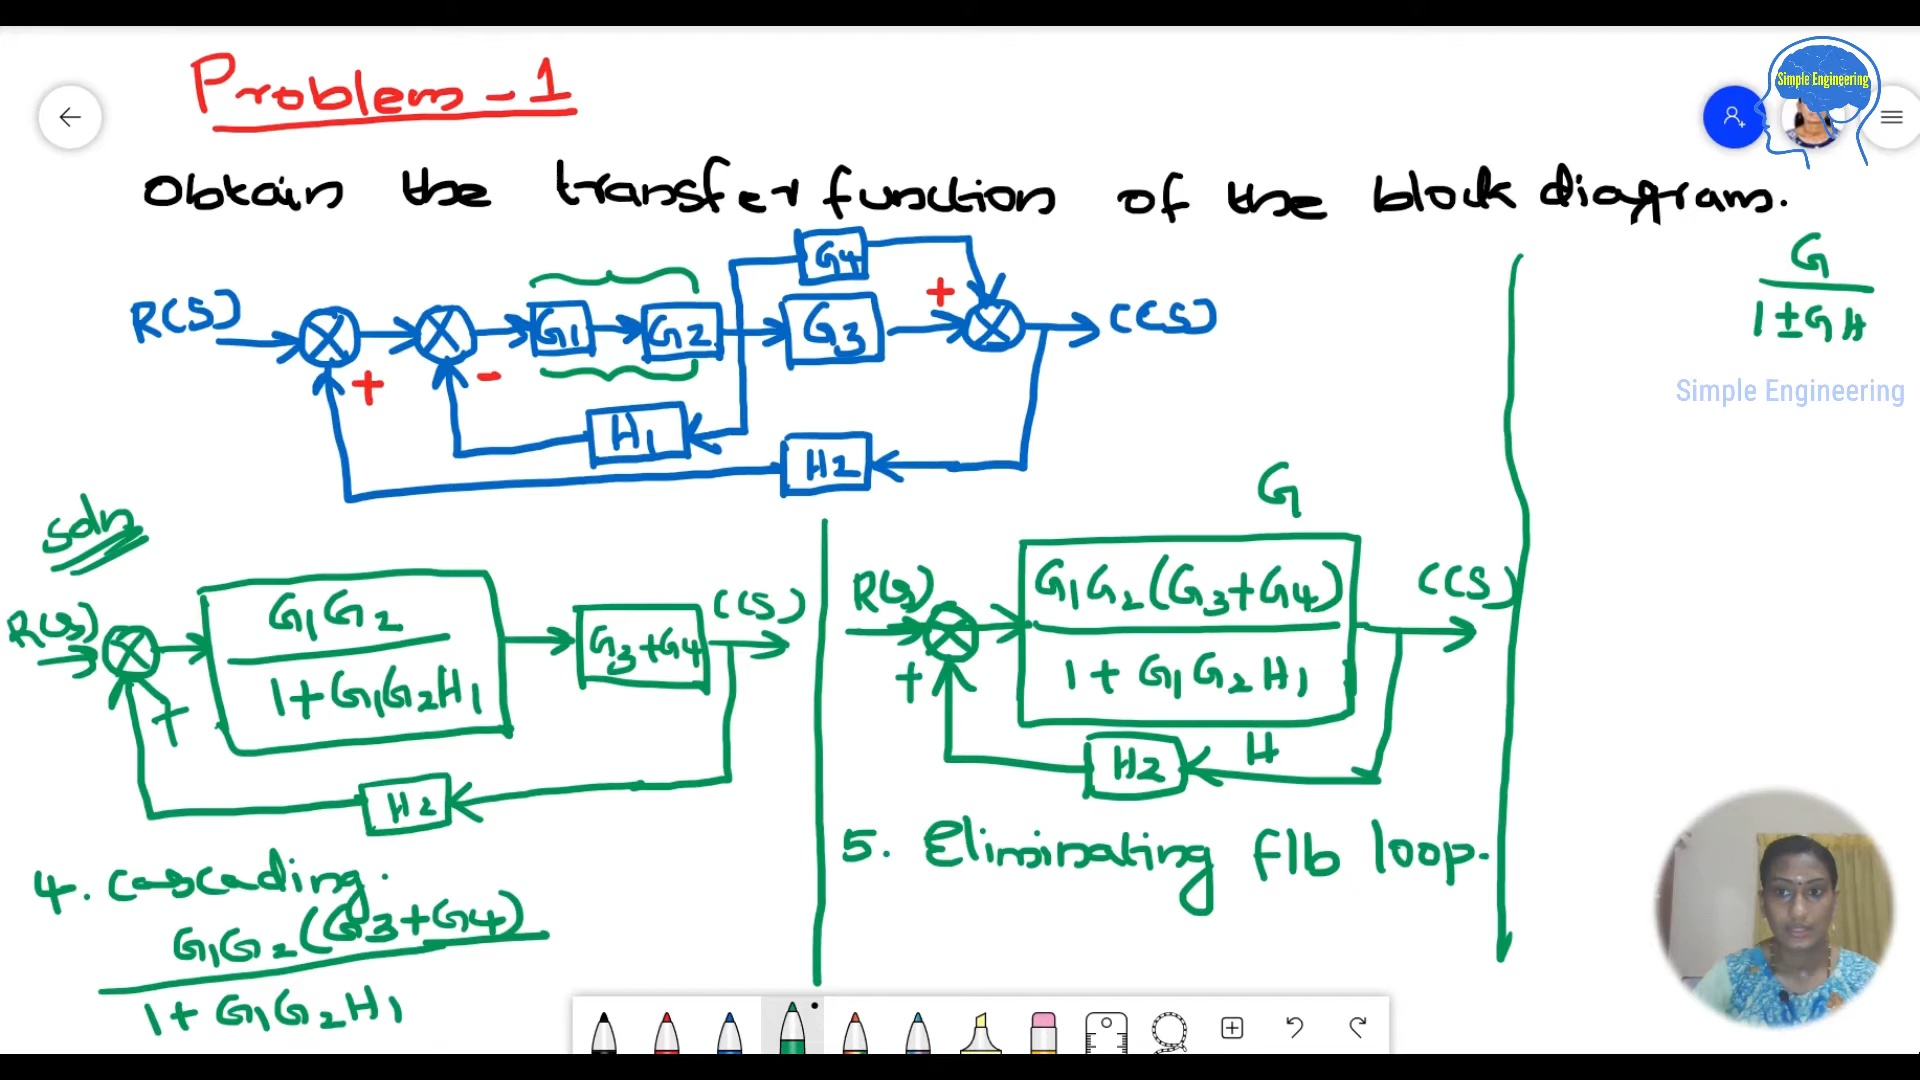 Problem - 1
Simple Engineering
Obtain the transfer function of the block diagram.
G
1 ± GH
Simple Engineering
R(S)
G4
G1
G2
G3
+
C(S)
+
-
H1
H2
Soln
R(S)
G1G2
1 + G1G2H1
G3+G4
C(S)
+
H2
4. Cascading.
G1G2(G3+G4)
1 + G1G2H1
G
R(S)
G1G2(G3+G4)
1 + G1G2H1
C(S)
+
H2
H
5. Eliminating f/b loop.